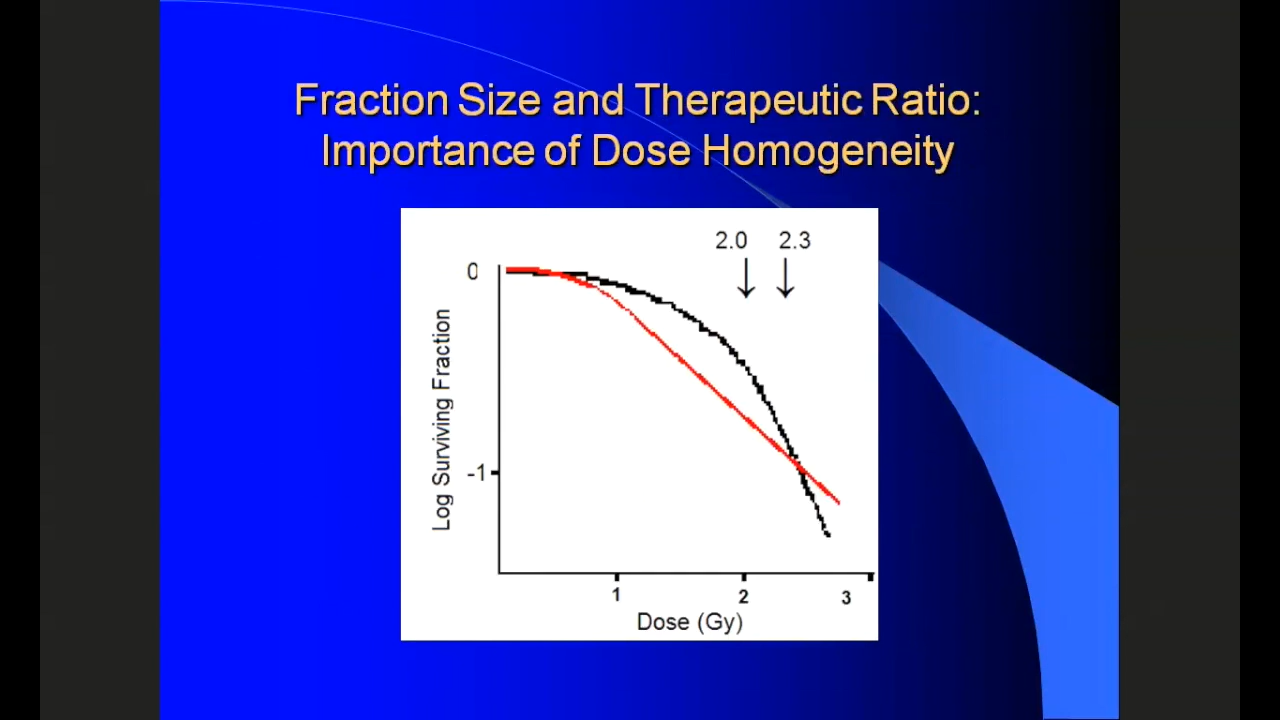 Fraction Size and Therapeutic Ratio:
Importance of Dose Homogeneity
2.0 2.3
0
Log Surviving Fraction
-1
1 2 3
Dose (Gy)